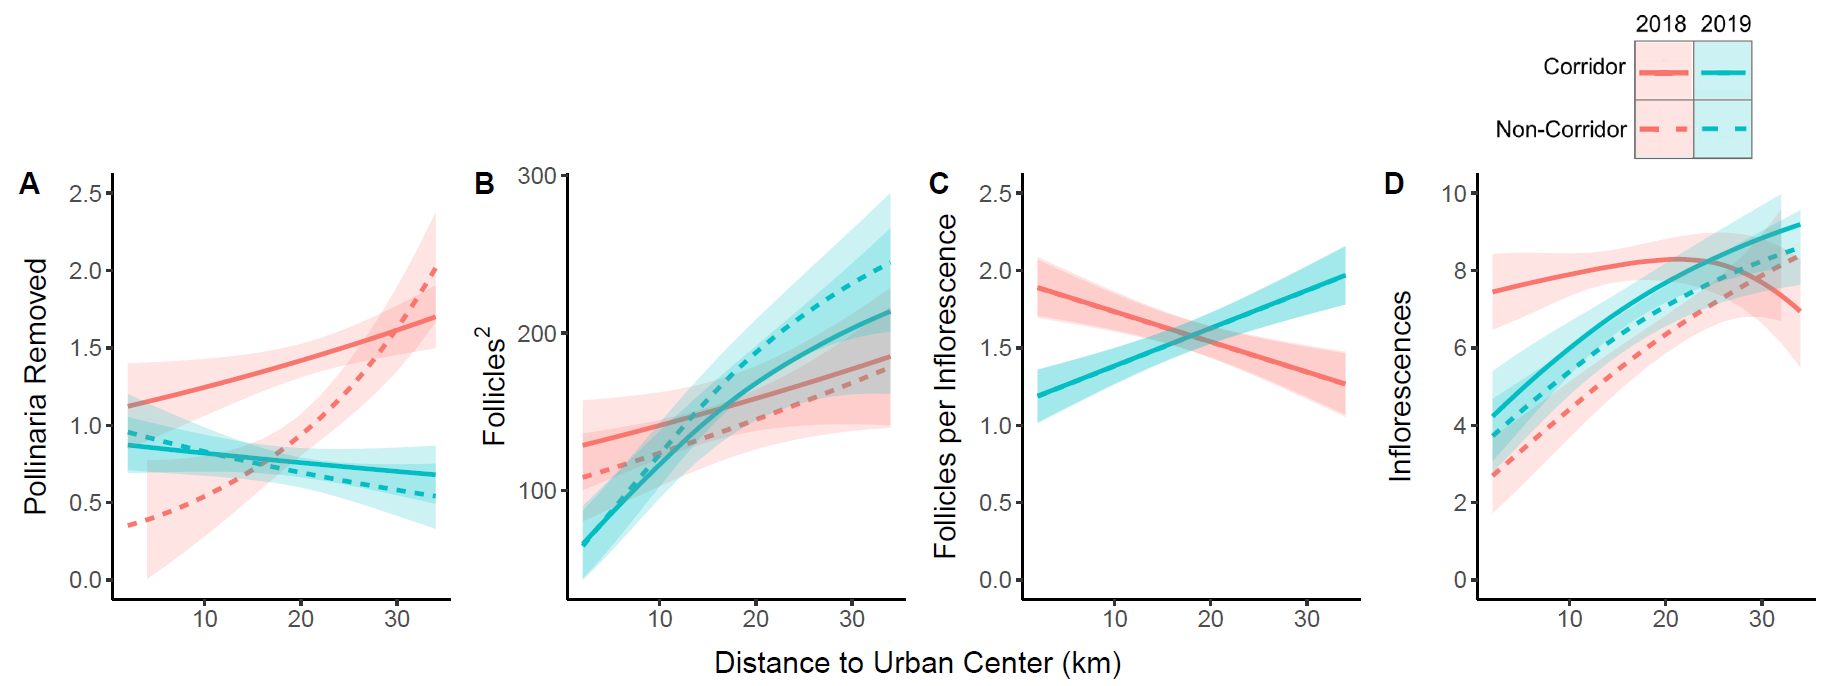 2018 2019
Corridor
Non-Corridor
A
Pollinaria Removed
2.5
2.0
1.5
1.0
0.5
0.0
10 20 30
B
Follicles²
300
200
100
10 20 30
C
Follicles per Inflorescence
2.5
2.0
1.5
1.0
0.5
0.0
10 20 30
D
Inflorescences
10
8
6
4
2
0
10 20 30
Distance to Urban Center (km)